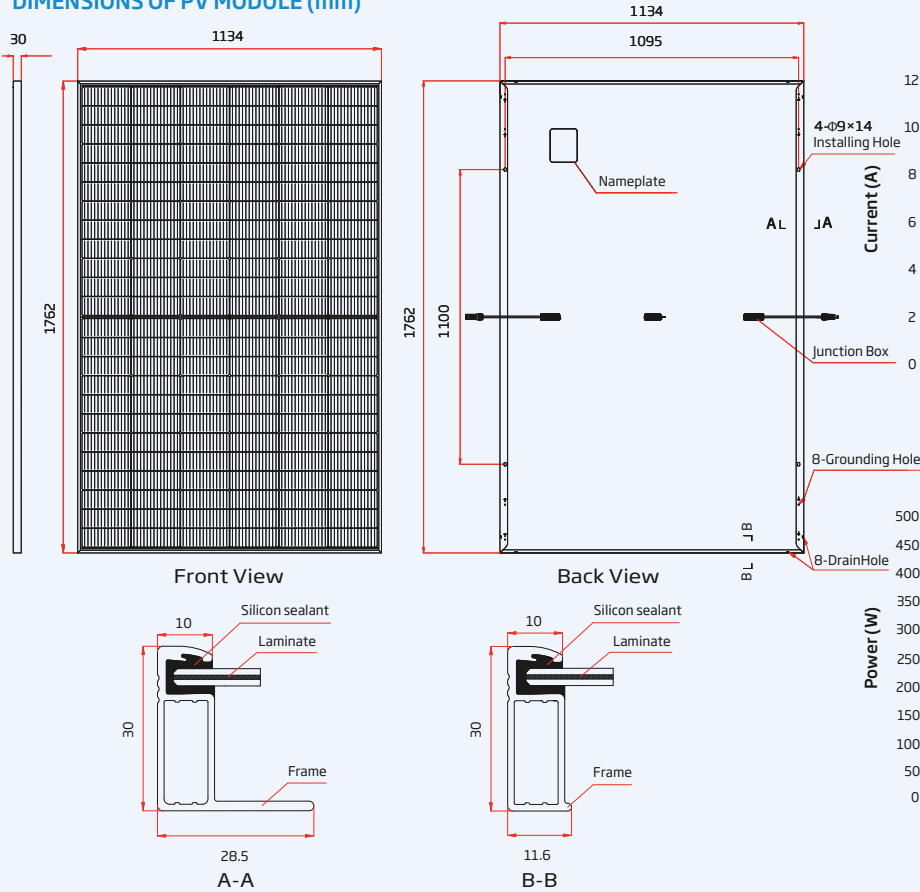 DIMENSIONS OF PV MODULE (mm)
30
1134
1762
Front View
1134
1095
1762
1100
Nameplate
4-Φ9×14
Installing Hole
A
A
Junction Box
8-Grounding Hole
8-DrainHole
B
B
Back View
12
10
8
6
4
2
0
Current (A)
500
450
400
350
300
250
200
150
100
50
0
Power (W)
10
Silicon sealant
Laminate
30
Frame
28.5
A-A
10
Silicon sealant
Laminate
30
Frame
11.6
B-B